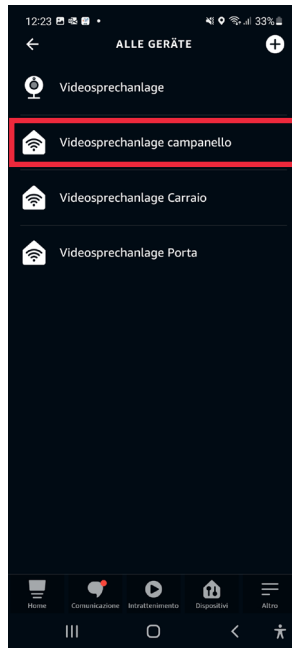 12:23 33%
ALLE GERÄTE
Videosprechanlage
Videosprechanlage campanello
Videosprechanlage Carraio
Videosprechanlage Porta
Home Comunicazione Intrattenimento Dispositivi Altro